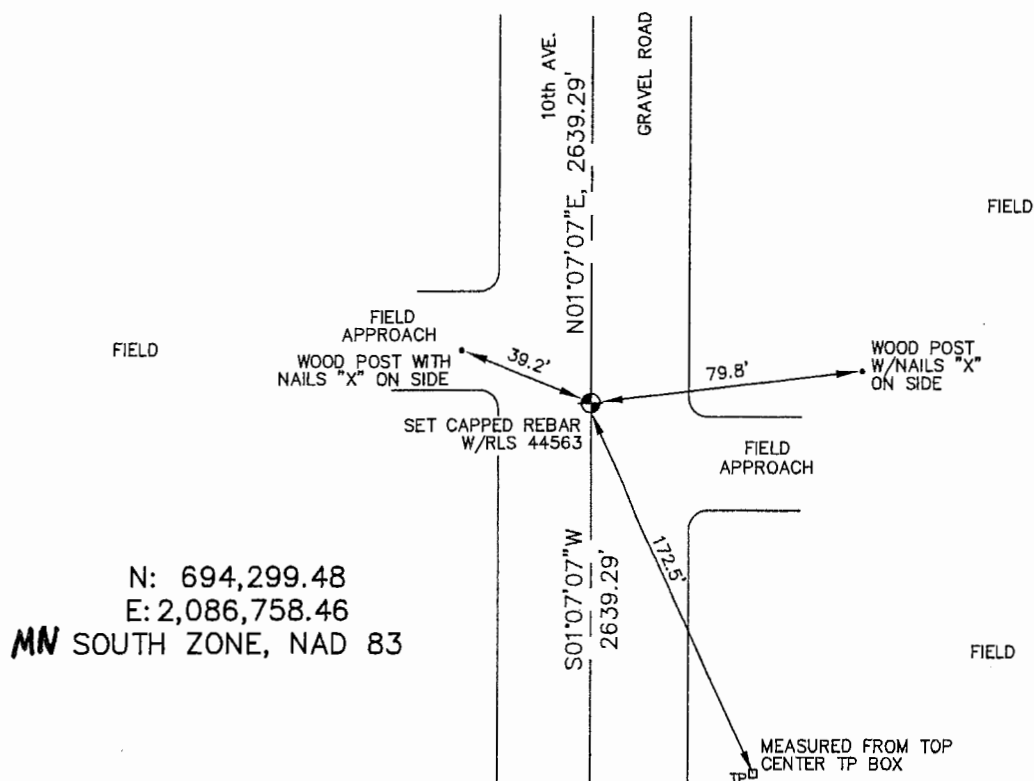 10th AVE.
GRAVEL ROAD
N01°07'07"E, 2639.29'
FIELD
FIELD
APPROACH
FIELD
WOOD POST WITH
NAILS "X" ON SIDE
39.2'
79.8'
WOOD POST
W/NAILS "X"
ON SIDE
SET CAPPED REBAR
W/RLS 44563
FIELD
APPROACH
172.5'
S01°07'07"W
2639.29'
N: 694,299.48
E: 2,086,758.46
MN SOUTH ZONE, NAD 83
FIELD
MEASURED FROM TOP
CENTER TP BOX
TP